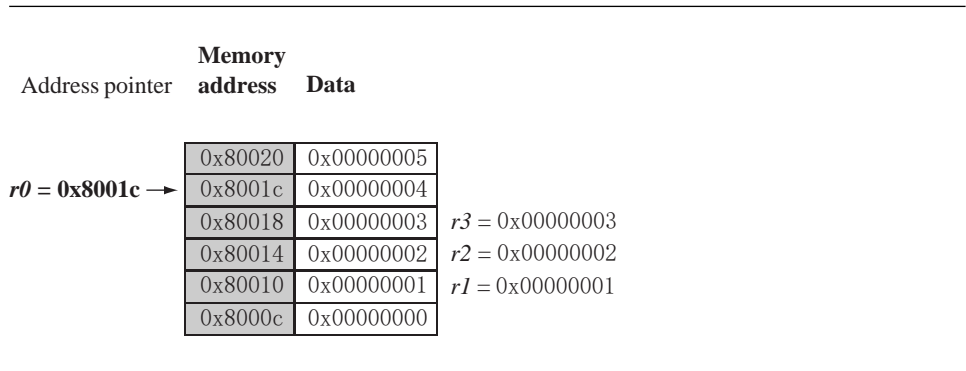 Address pointer Memory address Data
0x80020 0x00000005
r0 = 0x8001c 0x8001c 0x00000004
0x80018 0x00000003 r3 = 0x00000003
0x80014 0x00000002 r2 = 0x00000002
0x80010 0x00000001 r1 = 0x00000001
0x8000c 0x00000000